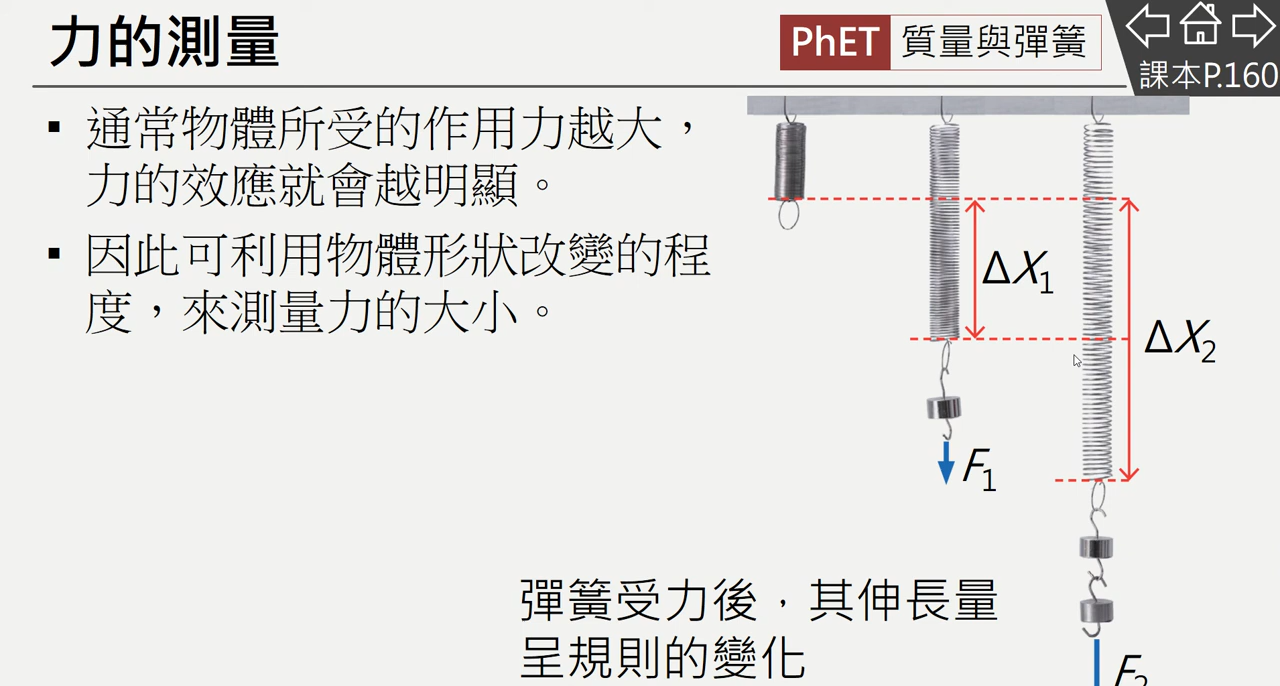 力的測量
PhET 質量與彈簧
課本P.160
▪ 通常物體所受的作用力越大，
力的效應就會越明顯。
▪ 因此可利用物體形狀改變的程
度，來測量力的大小。
ΔX₁
ΔX₂
F₁
彈簧受力後，其伸長量
呈規則的變化
F₂